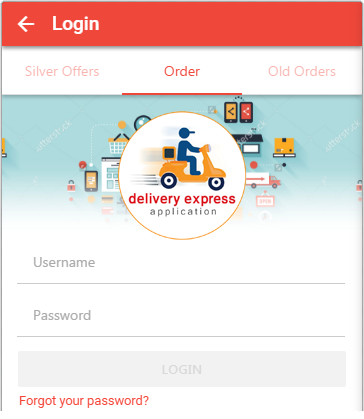 Login
Silver Offers
Order
Old Orders
delivery express
application
Username
Password
LOGIN
Forgot your password?